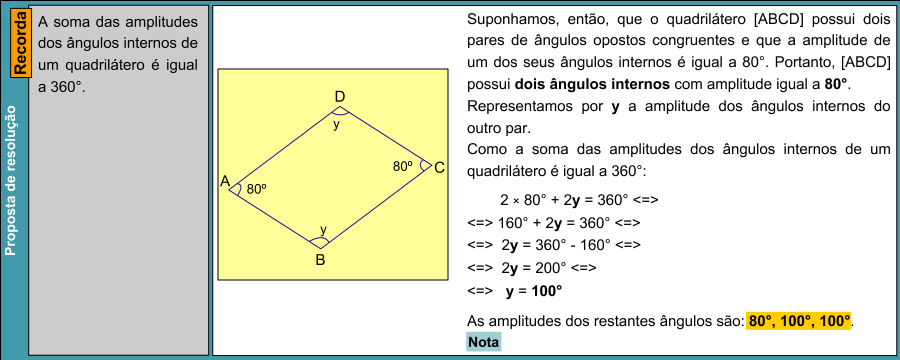 Proposta de resolução
Recorda
A soma das amplitudes
dos ângulos internos de
um quadrilátero é igual
a 360°.
D
y
80º
C
A
80º
y
B
Suponhamos, então, que o quadrilátero [ABCD] possui dois
pares de ângulos opostos congruentes e que a amplitude de
um dos seus ângulos internos é igual a 80°. Portanto, [ABCD]
possui dois ângulos internos com amplitude igual a 80°.
Representamos por y a amplitude dos ângulos internos do
outro par.
Como a soma das amplitudes dos ângulos internos de um
quadrilátero é igual a 360°:
2 × 80° + 2y = 360° <=>
<=> 160° + 2y = 360° <=>
<=> 2y = 360° - 160° <=>
<=> 2y = 200° <=>
<=> y = 100°
As amplitudes dos restantes ângulos são: 80°, 100°, 100°.
Nota